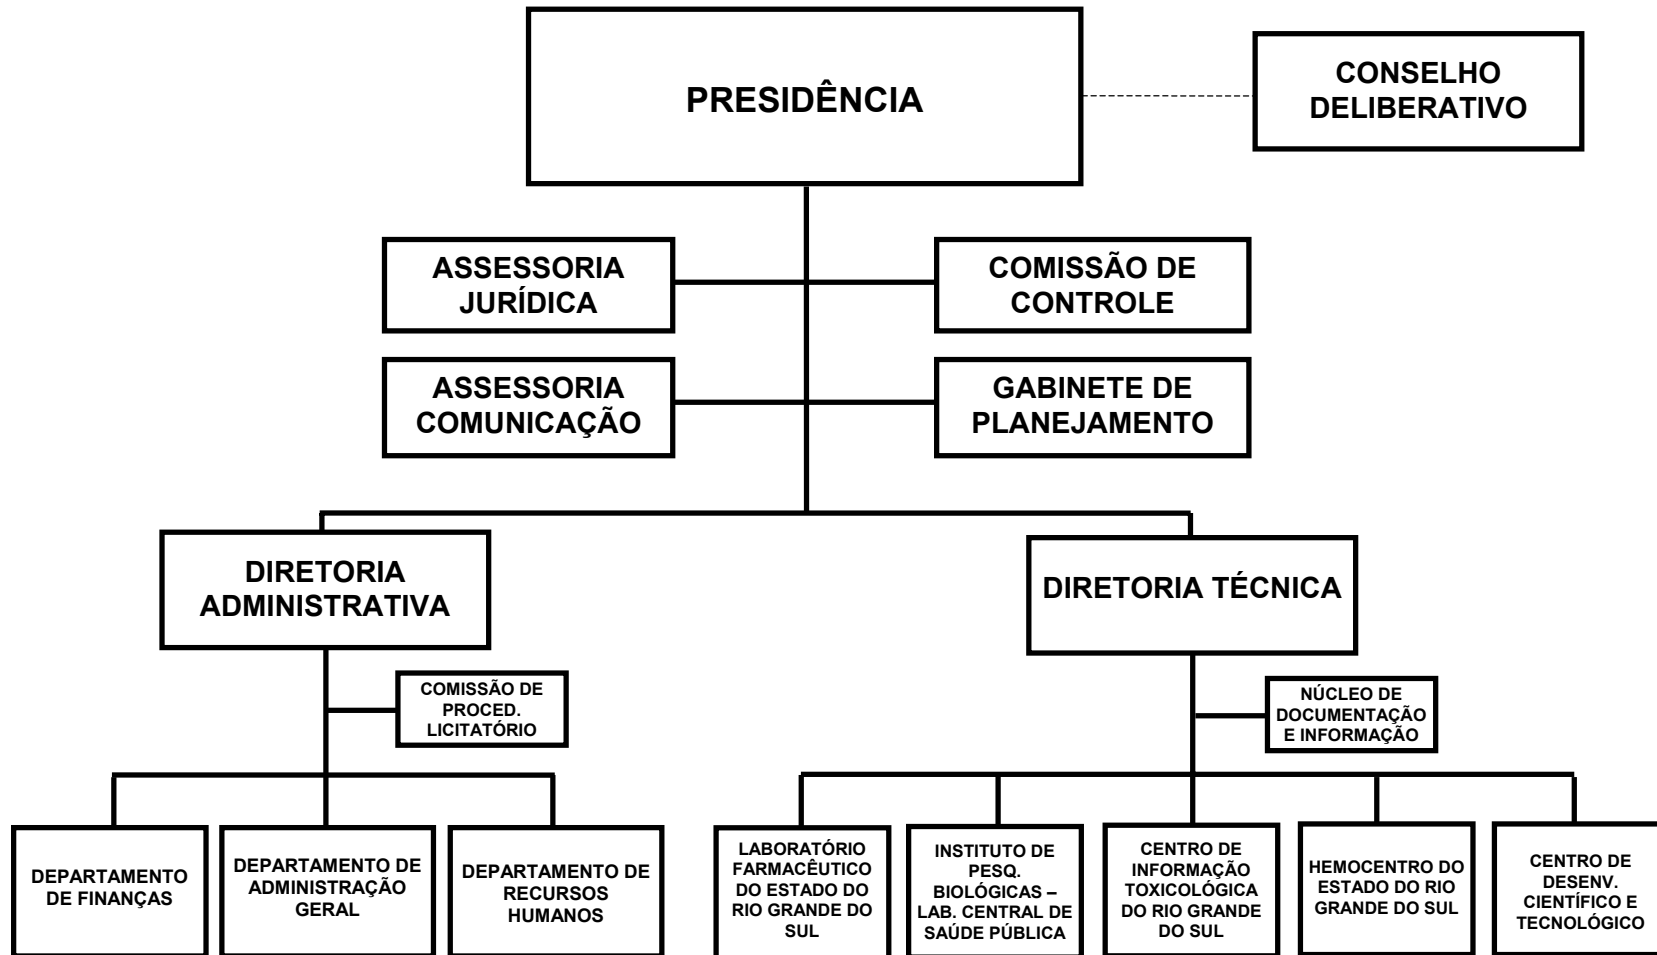 PRESIDÊNCIA
CONSELHO
DELIBERATIVO
ASSESSORIA
JURÍDICA
COMISSÃO DE
CONTROLE
ASSESSORIA
COMUNICAÇÃO
GABINETE DE
PLANEJAMENTO
DIRETORIA
ADMINISTRATIVA
DIRETORIA TÉCNICA
COMISSÃO DE
PROCED.
LICITATÓRIO
NÚCLEO DE
DOCUMENTAÇÃO
E INFORMAÇÃO
DEPARTAMENTO
DE FINANÇAS
DEPARTAMENTO DE
ADMINISTRAÇÃO
GERAL
DEPARTAMENTO DE
RECURSOS
HUMANOS
LABORATÓRIO
FARMACÊUTICO
DO ESTADO DO
RIO GRANDE DO
SUL
INSTITUTO DE
PESQ.
BIOLÓGICAS –
LAB. CENTRAL DE
SAÚDE PÚBLICA
CENTRO DE
INFORMAÇÃO
TOXICOLÓGICA
DO RIO GRANDE
DO SUL
HEMOCENTRO DO
ESTADO DO RIO
GRANDE DO SUL
CENTRO DE
DESENV.
CIENTÍFICO E
TECNOLÓGICO